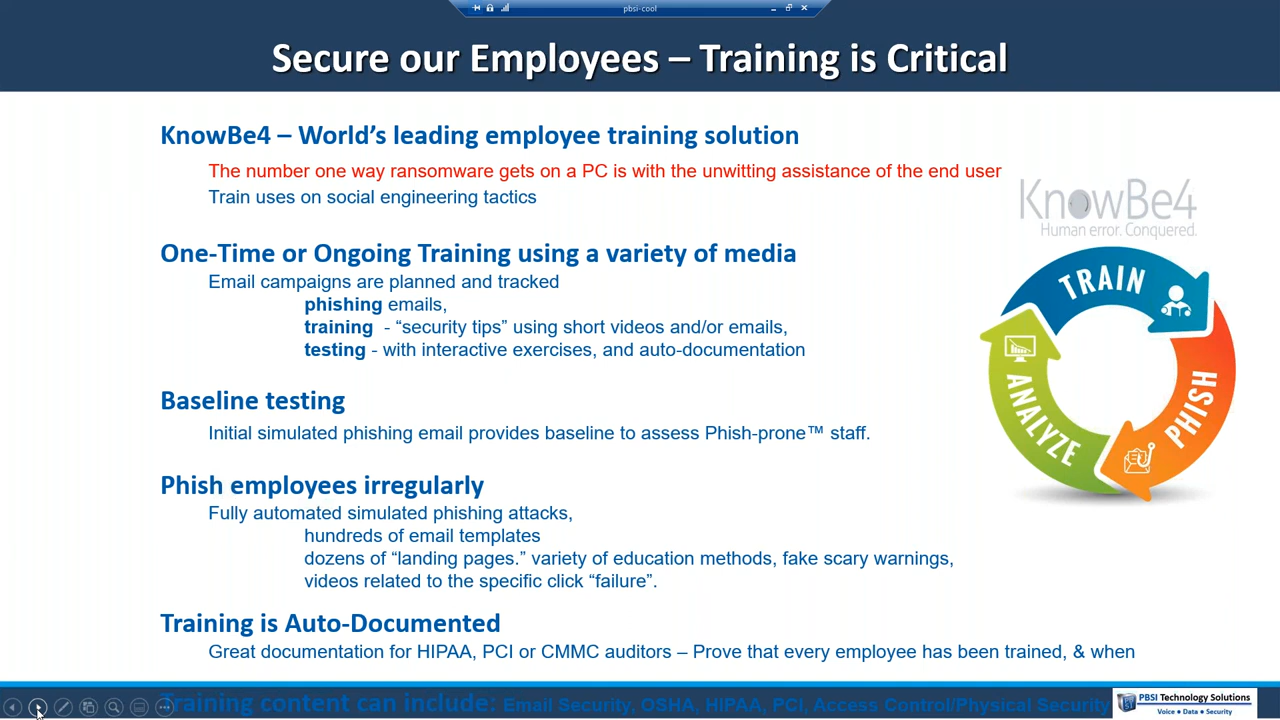 pbsi-cool
Secure our Employees – Training is Critical
KnowBe4 – World’s leading employee training solution
The number one way ransomware gets on a PC is with the unwitting assistance of the end user
Train uses on social engineering tactics
KnowBe4
Human error. Conquered.
One-Time or Ongoing Training using a variety of media
Email campaigns are planned and tracked
phishing emails,
training - “security tips” using short videos and/or emails,
testing - with interactive exercises, and auto-documentation
TRAIN
PHISH
ANALYZE
Baseline testing
Initial simulated phishing email provides baseline to assess Phish-prone™ staff.
Phish employees irregularly
Fully automated simulated phishing attacks,
hundreds of email templates
dozens of “landing pages.” variety of education methods, fake scary warnings,
videos related to the specific click “failure”.
Training is Auto-Documented
Great documentation for HIPAA, PCI or CMMC auditors – Prove that every employee has been trained, & when
Training content can include: Email Security, OSHA, HIPAA, PCI, Access Control/Physical Security
PBSI Technology Solutions
Voice • Data • Security